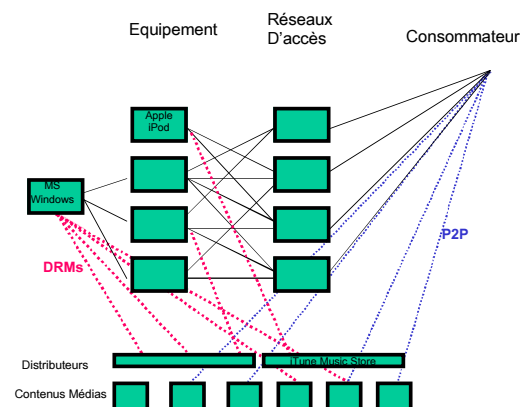 Equipement
Réseaux
D'accès
Consommateur
Apple
iPod
MS
Windows
P2P
DRMs
iTune Music Store
Distributeurs
Contenus Médias